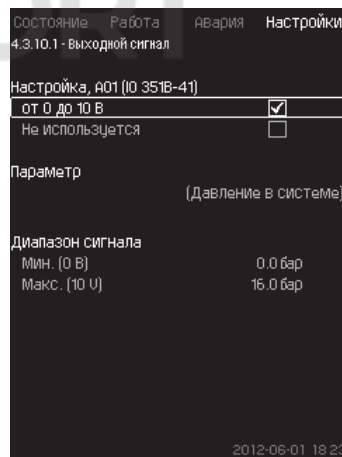 Состояние Работа Авария Настройки
4.3.10.1 - Выходной сигнал
Настройка, AO1 (IO 351B-41)
от 0 до 10 В
Не используется
Параметр
(Давление в системе)
Диапазон сигнала
Мин. (0 В) 0.0 бар
Макс. (10 V) 16.0 бар
2012-06-01 18:23